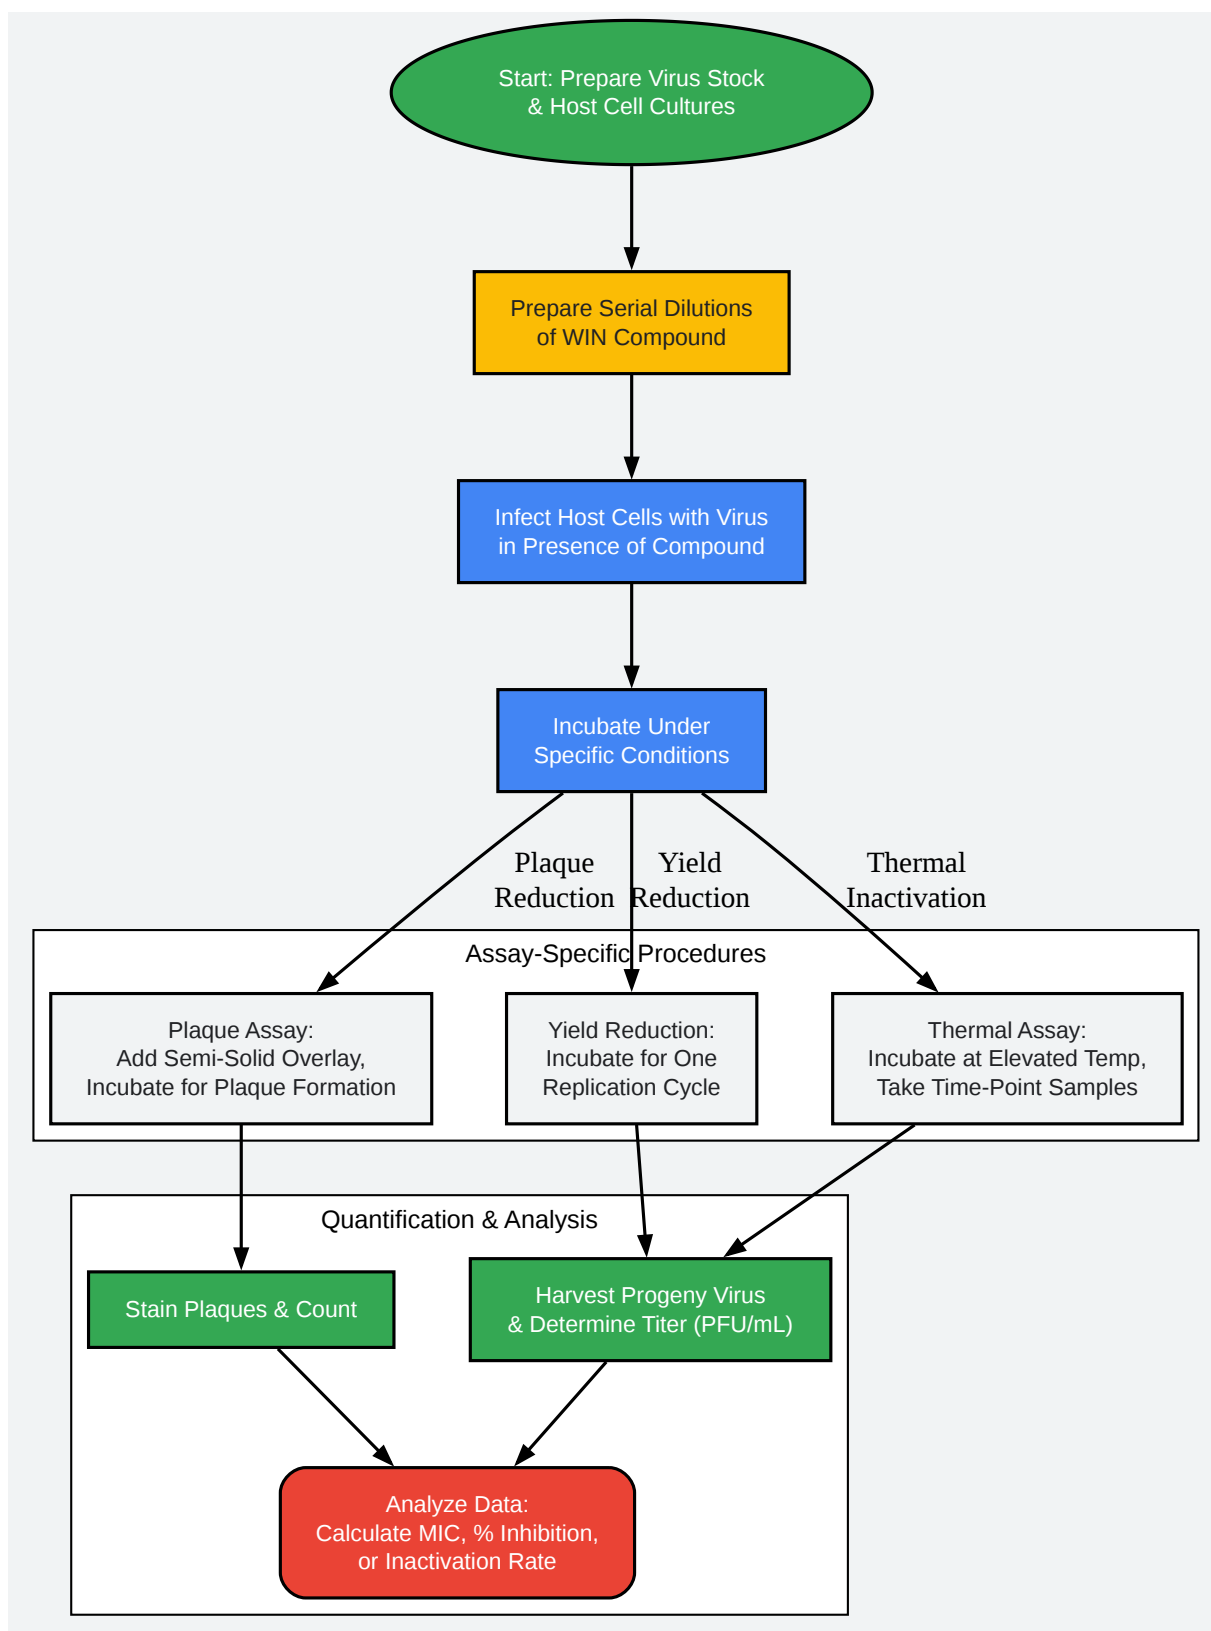 Start: Prepare Virus Stock
& Host Cell Cultures
Prepare Serial Dilutions
of WIN Compound
Infect Host Cells with Virus
in Presence of Compound
Incubate Under
Specific Conditions
Plaque
Reduction
Yield
Reduction
Thermal
Inactivation
Assay-Specific Procedures
Plaque Assay:
Add Semi-Solid Overlay,
Incubate for Plaque Formation
Yield Reduction:
Incubate for One
Replication Cycle
Thermal Assay:
Incubate at Elevated Temp,
Take Time-Point Samples
Quantification & Analysis
Stain Plaques & Count
Harvest Progeny Virus
& Determine Titer (PFU/mL)
Analyze Data:
Calculate MIC, % Inhibition,
or Inactivation Rate